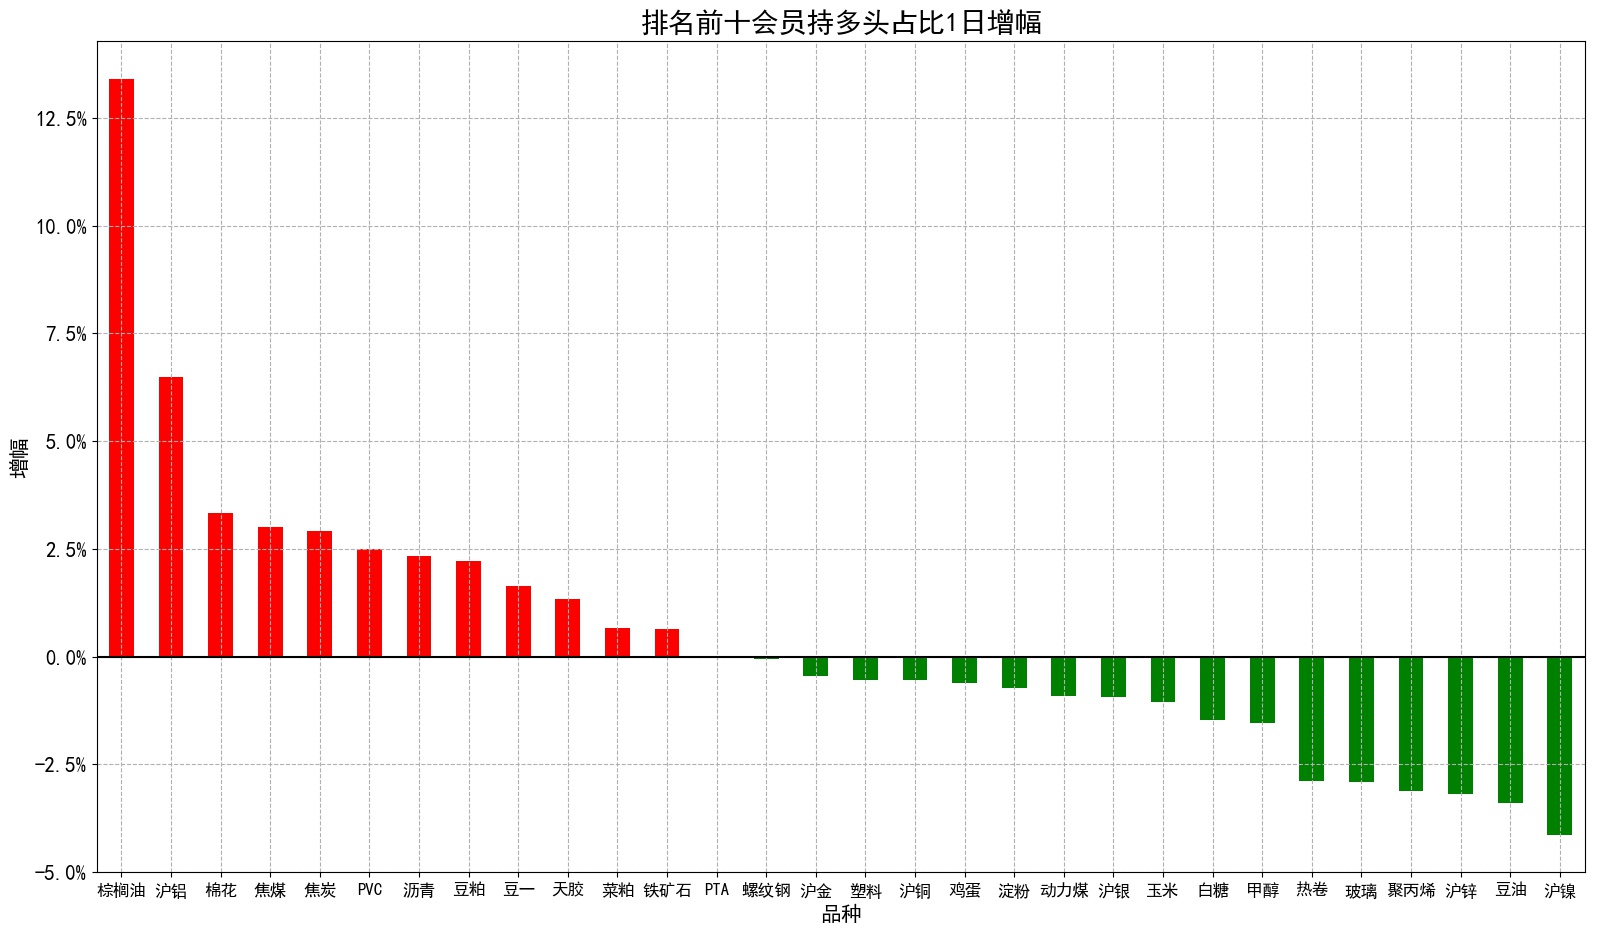 排名前十会员持多头占比1日增幅
12.5%
10.0%
7.5%
5.0%
2.5%
0.0%
−2.5%
−5.0%
增幅
棕榈油 沪铝 棉花 焦煤 焦炭 PVC 沥青 豆粕 豆一 天胶 菜粕 铁矿石 PTA 螺纹钢 沪金 塑料 沪铜 鸡蛋 淀粉 动力煤 沪银 玉米 白糖 甲醇 热卷 玻璃 聚丙烯 沪锌 豆油 沪镍
品种